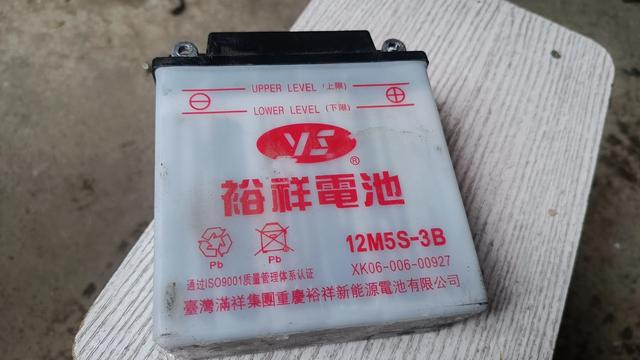 UPPER LEVEL (上限)
⊖ ⊕
LOWER LEVEL (下限)
YS
®
裕祥電池
12M5S-3B
Pb Pb
XK06-006-00927
通过ISO9001质量管理体系认证
臺灣滿祥集團重慶裕祥新能源電池有限公司